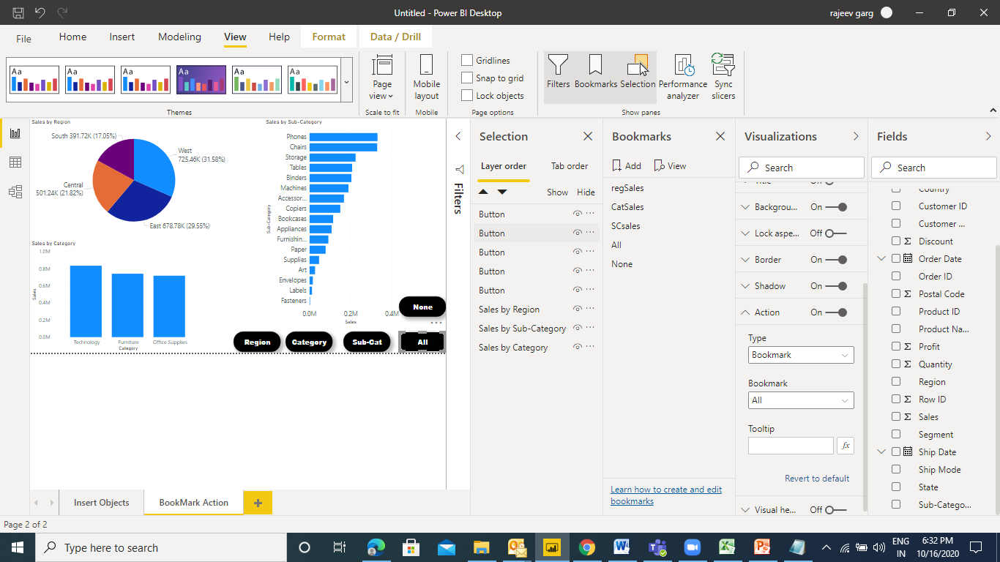 Untitled - Power BI Desktop
rajeev garg
File
Home
Insert
Modeling
View
Help
Format
Data / Drill
Aa
Aa
Aa
Aa
Aa
Aa
Themes
Page
view
Scale to fit
Mobile
layout
Mobile
Gridlines
Snap to grid
Lock objects
Page options
Filters
Bookmarks
Selection
Performance
analyzer
Sync
slicers
Show panes
Sales by Region
South 391.72K (17.05%)
West
725.46K (31.58%)
Central
501.24K (21.82%)
East 678.78K (29.55%)
Sales by Category
1.0M
0.8M
0.6M
0.4M
0.2M
0.0M
Sales
Technology
Furniture
Office Supplies
Category
Sales by Sub-Category
Sub-Category
Phones
Chairs
Storage
Tables
Binders
Machines
Accessor...
Copiers
Bookcases
Appliances
Furnishin...
Paper
Supplies
Art
Envelopes
Labels
Fasteners
0.0M
0.2M
0.4M
Sales
None
Region
Category
Sub-Cat
All
Filters
Selection
Layer order
Tab order
Show
Hide
Button
Button
Button
Button
Button
Sales by Region
Sales by Sub-Category
Sales by Category
Bookmarks
Add
View
regSales
CatSales
SCsales
All
None
Learn how to create and edit
bookmarks
Visualizations
Search
Title
Off
Backgrou...
On
Lock aspe...
Off
Border
On
Shadow
On
Action
On
Type
Bookmark
Bookmark
All
Tooltip
fx
Revert to default
Visual he...
Off
Fields
Search
Country
Customer ID
Customer ...
Σ Discount
Order Date
Order ID
Σ Postal Code
Product ID
Product Na...
Σ Profit
Σ Quantity
Region
Σ Row ID
Σ Sales
Segment
Ship Date
Ship Mode
State
Sub-Catego...
Insert Objects
BookMark Action
Page 2 of 2
Type here to search
ENG
IN
6:32 PM
10/16/2020